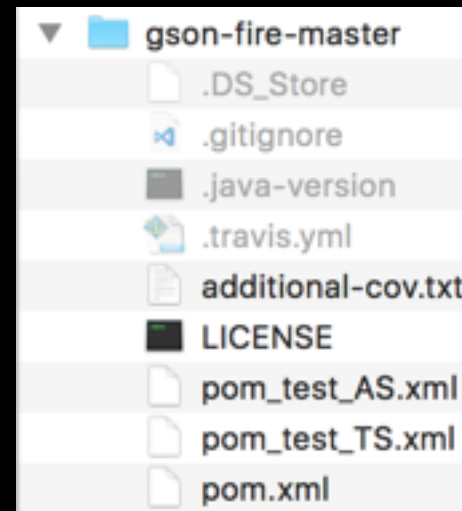 gson-fire-master
.DS_Store
.gitignore
.java-version
.travis.yml
additional-cov.txt
LICENSE
pom_test_AS.xml
pom_test_TS.xml
pom.xml